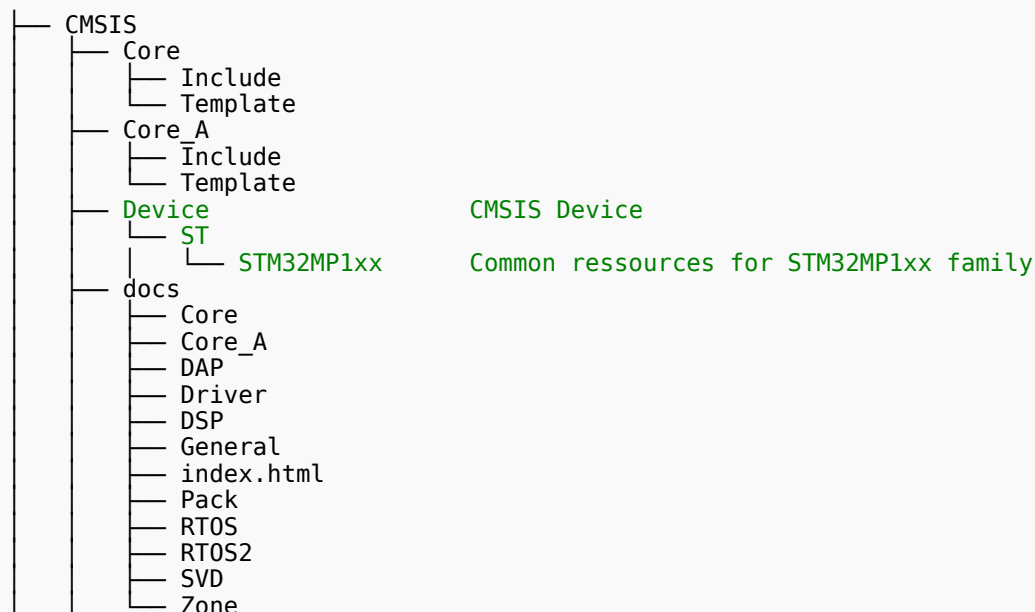 ├── CMSIS
│   ├── Core
│   │   ├── Include
│   │   └── Template
│   ├── Core_A
│   │   ├── Include
│   │   └── Template
│   ├── Device                  CMSIS Device
│   │   └── ST
│   │   │   └── STM32MP1xx      Common ressources for STM32MP1xx family
│   ├── docs
│   │   ├── Core
│   │   ├── Core_A
│   │   ├── DAP
│   │   ├── Driver
│   │   ├── DSP
│   │   ├── General
│   │   ├── index.html
│   │   ├── Pack
│   │   ├── RTOS
│   │   ├── RTOS2
│   │   ├── SVD
│   │   └── Zone